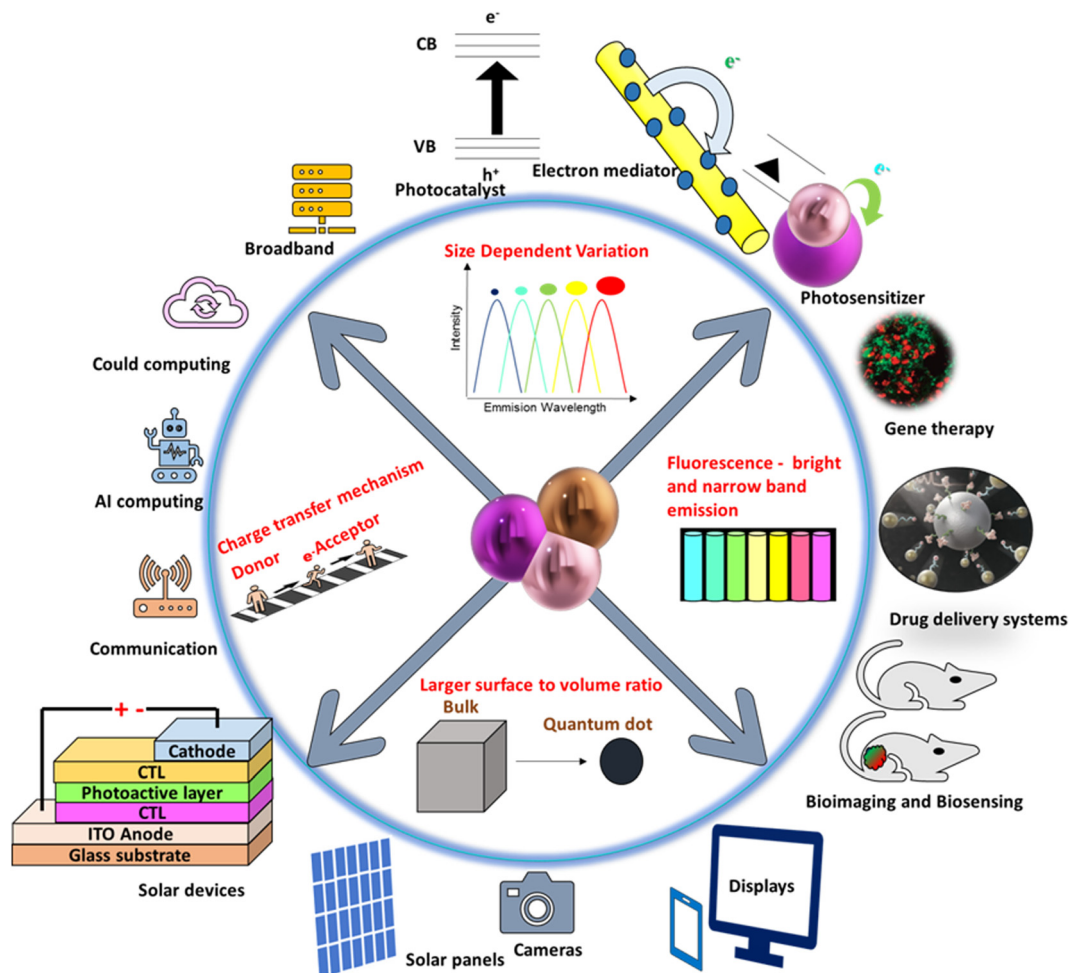 e⁻
CB
VB
h⁺
Photocatalyst
e⁻
Electron mediator
e⁻
Photosensitizer
Broadband
Could computing
AI computing
Communication
Size Dependent Variation
Intensity
Emmision Wavelength
Charge transfer mechanism
Donor
e-Acceptor
Fluorescence - bright
and narrow band
emission
Larger surface to volume ratio
Bulk
Quantum dot
Gene therapy
Drug delivery systems
Bioimaging and Biosensing
+ -
Cathode
CTL
Photoactive layer
CTL
ITO Anode
Glass substrate
Solar devices
Solar panels
Cameras
Displays